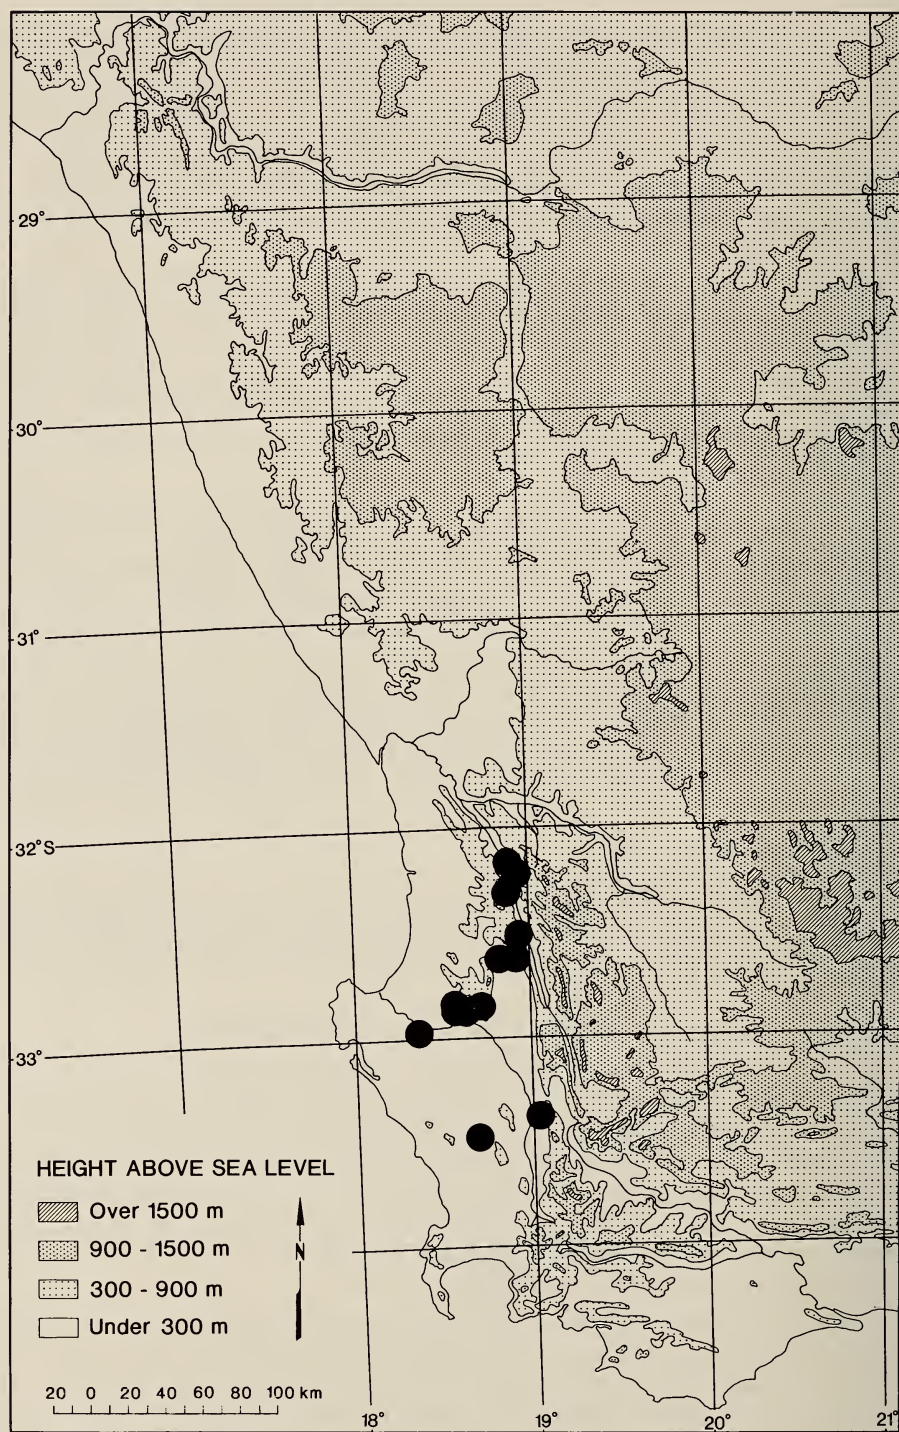 29°
30°
31°
32°S
33°
HEIGHT ABOVE SEA LEVEL
Over 1500 m
900 - 1500 m
300 - 900 m
Under 300 m
N
20 0 20 40 60 80 100 km
18° 19° 20° 21°